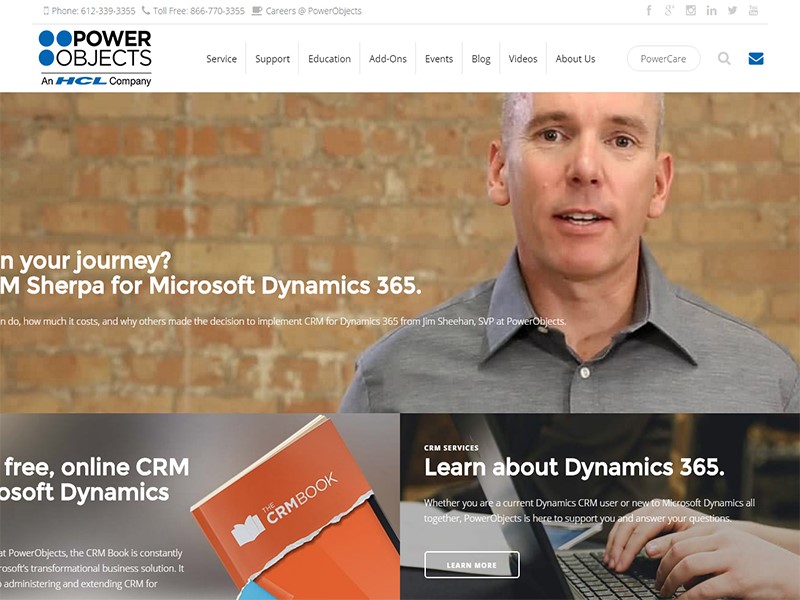 Phone: 612-339-3355 Toll Free: 866-770-3355 Careers @ PowerObjects
POWER
OBJECTS
An HCL Company
Service Support Education Add-Ons Events Blog Videos About Us PowerCare
n your journey?
M Sherpa for Microsoft Dynamics 365.
n do, how much it costs, and why others made the decision to implement CRM for Dynamics 365 from Jim Sheehan, SVP at PowerObjects.
free, online CRM
osoft Dynamics
at PowerObjects, the CRM Book is constantly
rosoft's transformational business solution. It
o administering and extending CRM for
THE
CRMBOOK
CRM SERVICES
Learn about Dynamics 365.
Whether you are a current Dynamics CRM user or new to Microsoft Dynamics all
together, PowerObjects is here to support you and answer your questions.
LEARN MORE